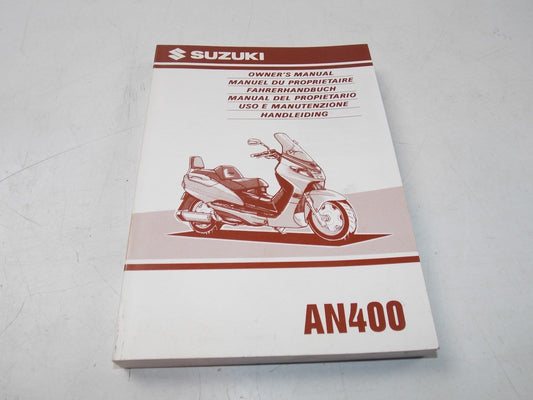 SUZUKI
OWNER'S MANUAL
MANUEL DU PROPRIETAIRE
FAHRERHANDBUCH
MANUAL DEL PROPIETARIO
USO E MANUTENZIONE
HANDLEIDING
AN400